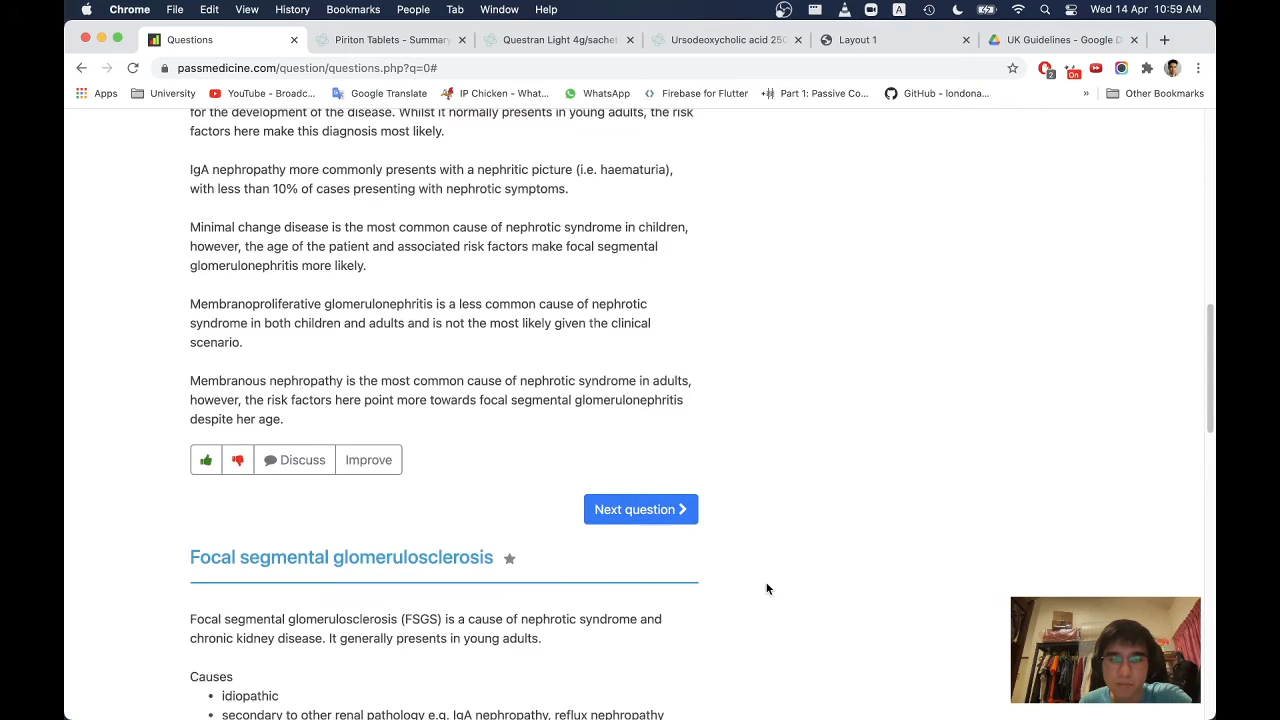 Chrome File Edit View History Bookmarks People Tab Window Help A Wed 14 Apr 10:59 AM
Questions Piriton Tablets - Summary Questran Light 4g/sachet Ursodeoxycholic acid 250 Layout 1 UK Guidelines - Google D
passmedicine.com/question/questions.php?q=0# 2 On
Apps University YouTube - Broadc... Google Translate IP Chicken - What... WhatsApp Firebase for Flutter Part 1: Passive Co... GitHub - londona... » Other Bookmarks
for the development of the disease. Whilst it normally presents in young adults, the risk
factors here make this diagnosis most likely.
IgA nephropathy more commonly presents with a nephritic picture (i.e. haematuria),
with less than 10% of cases presenting with nephrotic symptoms.
Minimal change disease is the most common cause of nephrotic syndrome in children,
however, the age of the patient and associated risk factors make focal segmental
glomerulonephritis more likely.
Membranoproliferative glomerulonephritis is a less common cause of nephrotic
syndrome in both children and adults and is not the most likely given the clinical
scenario.
Membranous nephropathy is the most common cause of nephrotic syndrome in adults,
however, the risk factors here point more towards focal segmental glomerulonephritis
despite her age.
Discuss Improve
Next question
Focal segmental glomerulosclerosis
Focal segmental glomerulosclerosis (FSGS) is a cause of nephrotic syndrome and
chronic kidney disease. It generally presents in young adults.
Causes
• idiopathic
• secondary to other renal pathology e.g. IgA nephropathy, reflux nephropathy